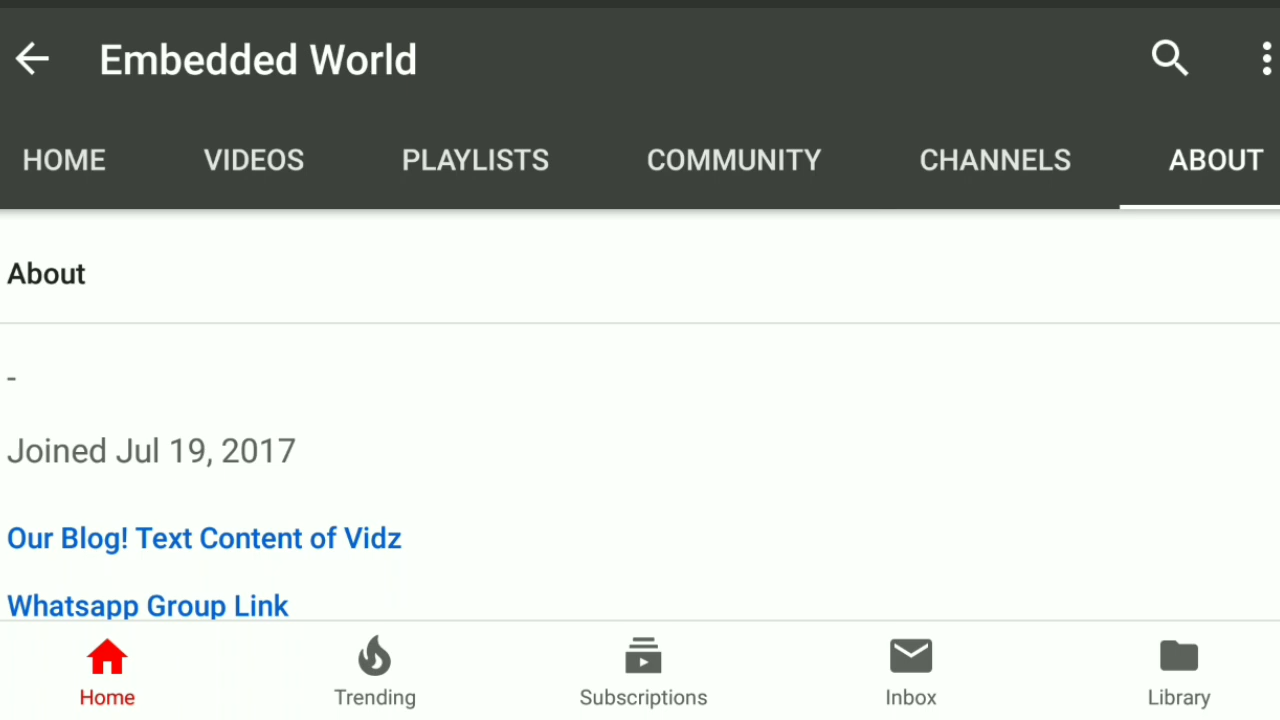 Embedded World
HOME VIDEOS PLAYLISTS COMMUNITY CHANNELS ABOUT
About
-
Joined Jul 19, 2017
Our Blog! Text Content of Vidz
Whatsapp Group Link
Home Trending Subscriptions Inbox Library